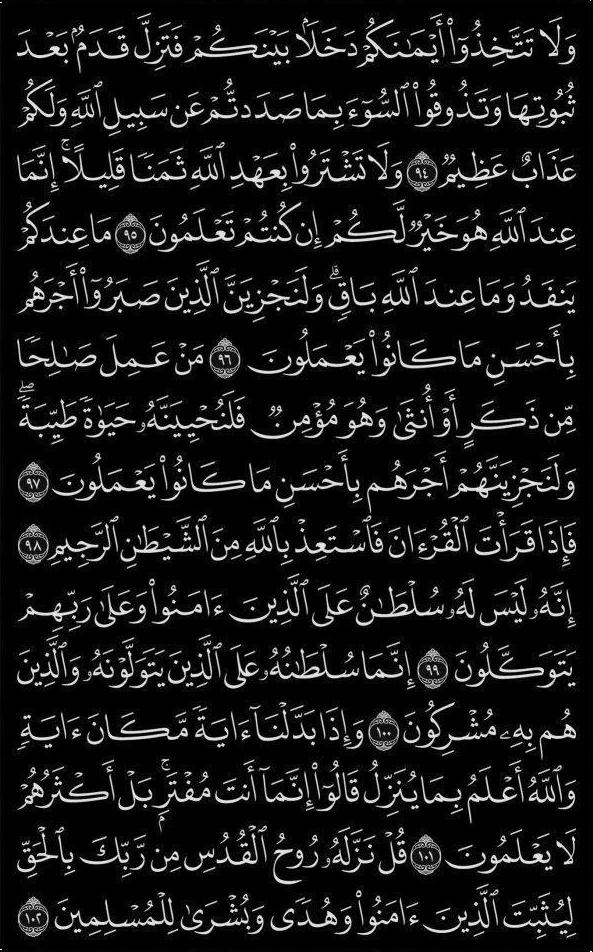 وَلَا تَتَّخِذُوٓا۟ أَيْمَٰنَكُمْ دَخَلًۢا بَيْنَكُمْ فَتَزِلَّ قَدَمٌۢ بَعْدَ
ثُبُوتِهَا وَتَذُوقُوا۟ ٱلسُّوٓءَ بِمَا صَدَدتُّمْ عَن سَبِيلِ ٱللَّهِ وَلَكُمْ
عَذَابٌ عَظِيمٌ ٩٤ وَلَا تَشْتَرُوا۟ بِعَهْدِ ٱللَّهِ ثَمَنًا قَلِيلًا ۚ إِنَّمَا
عِندَ ٱللَّهِ هُوَ خَيْرٌ لَّكُمْ إِن كُنتُمْ تَعْلَمُونَ ٩٥ مَا عِندَكُمْ
يَنفَدُ وَمَا عِندَ ٱللَّهِ بَاقٍ ۗ وَلَنَجْزِيَنَّ ٱلَّذِينَ صَبَرُوٓا۟ أَجْرَهُم
بِأَحْسَنِ مَا كَانُوا۟ يَعْمَلُونَ ٩٦ مَنْ عَمِلَ صَٰلِحًا
مِّن ذَكَرٍ أَوْ أُنثَىٰ وَهُوَ مُؤْمِنٌ فَلَنُحْيِيَنَّهُۥ حَيَوٰةً طَيِّبَةً ۖ
وَلَنَجْزِيَنَّهُمْ أَجْرَهُم بِأَحْسَنِ مَا كَانُوا۟ يَعْمَلُونَ ٩٧
فَإِذَا قَرَأْتَ ٱلْقُرْءَانَ فَٱسْتَعِذْ بِٱللَّهِ مِنَ ٱلشَّيْطَٰنِ ٱلرَّجِيمِ ٩٨
إِنَّهُۥ لَيْسَ لَهُۥ سُلْطَٰنٌ عَلَى ٱلَّذِينَ ءَامَنُوا۟ وَعَلَىٰ رَبِّهِمْ
يَتَوَكَّلُونَ ٩٩ إِنَّمَا سُلْطَٰنُهُۥ عَلَى ٱلَّذِينَ يَتَوَلَّوْنَهُۥ وَٱلَّذِينَ
هُم بِهِۦ مُشْرِكُونَ ١٠٠ وَإِذَا بَدَّلْنَآ ءَايَةً مَّكَانَ ءَايَةٍ ۙ
وَٱللَّهُ أَعْلَمُ بِمَا يُنَزِّلُ قَالُوٓا۟ إِنَّمَآ أَنتَ مُفْتَرٍۭ ۚ بَلْ أَكْثَرُهُمْ
لَا يَعْلَمُونَ ١٠١ قُلْ نَزَّلَهُۥ رُوحُ ٱلْقُدُسِ مِن رَّبِّكَ بِٱلْحَقِّ
لِيُثَبِّتَ ٱلَّذِينَ ءَامَنُوا۟ وَهُدًى وَبُشْرَىٰ لِلْمُسْلِمِينَ ١٠٢